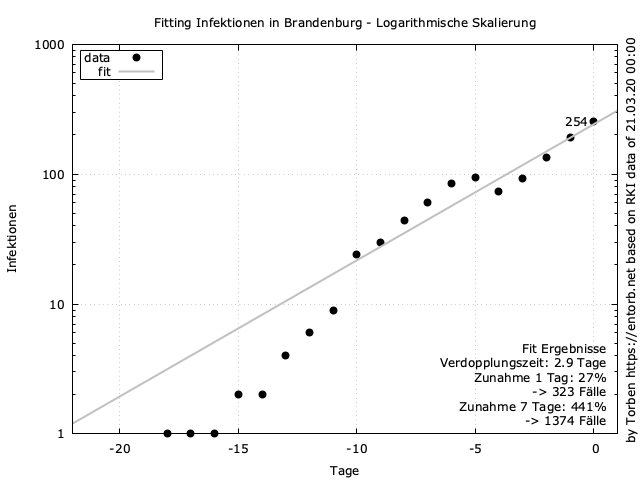 Fitting Infektionen in Brandenburg - Logarithmische Skalierung
1000
100
10
1
Infektionen
data
fit
254
Fit Ergebnisse
Verdopplungszeit: 2.9 Tage
Zunahme 1 Tag: 27%
-> 323 Fälle
Zunahme 7 Tage: 441%
-> 1374 Fälle
-20
-15
-10
-5
0
Tage
by Torben https://entorb.net based on RKI data of 21.03.20 00:00